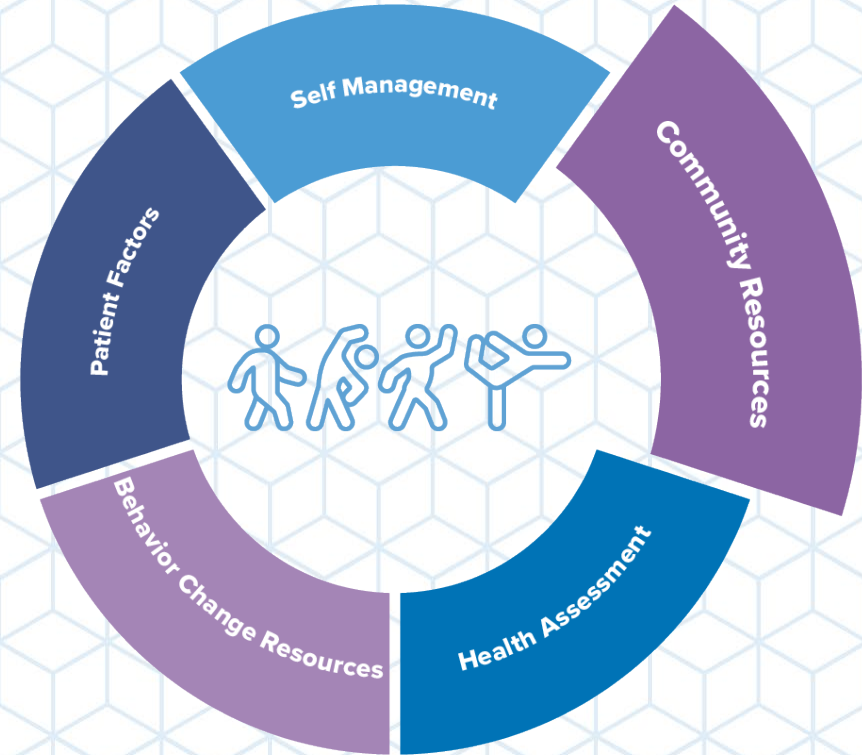 Self Management
Community Resources
Patient Factors
Behavior Change Resources
Health Assessment